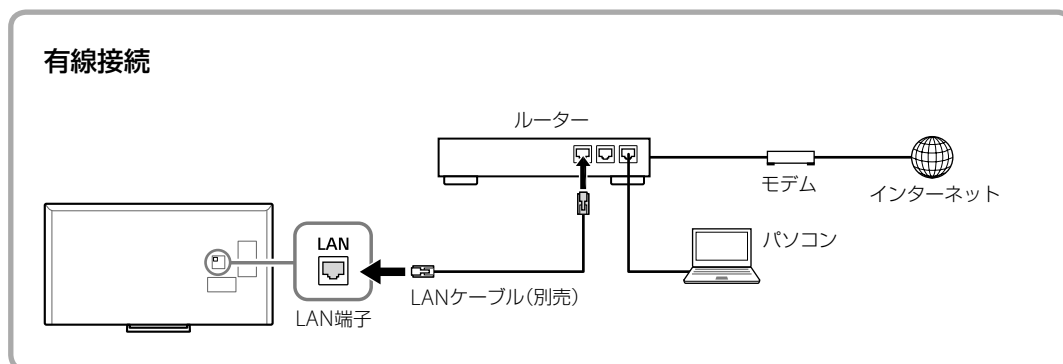 有線接続
ルーター
モデム
インターネット
パソコン
LAN
LANケーブル（別売）
LAN端子